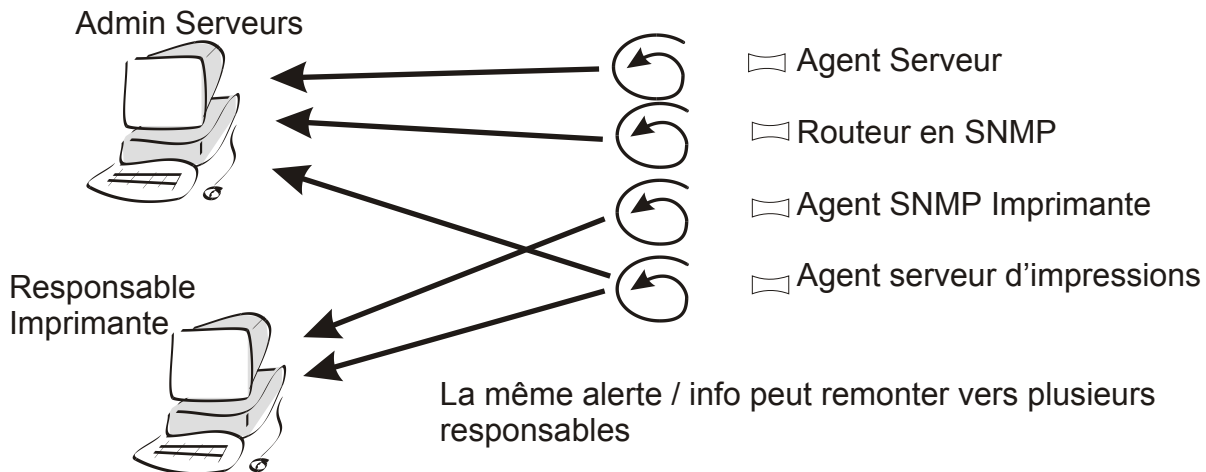 Admin Serveurs
Agent Serveur
Routeur en SNMP
Agent SNMP Imprimante
Agent serveur d’impressions
Responsable
Imprimante
La même alerte / info peut remonter vers plusieurs
responsables